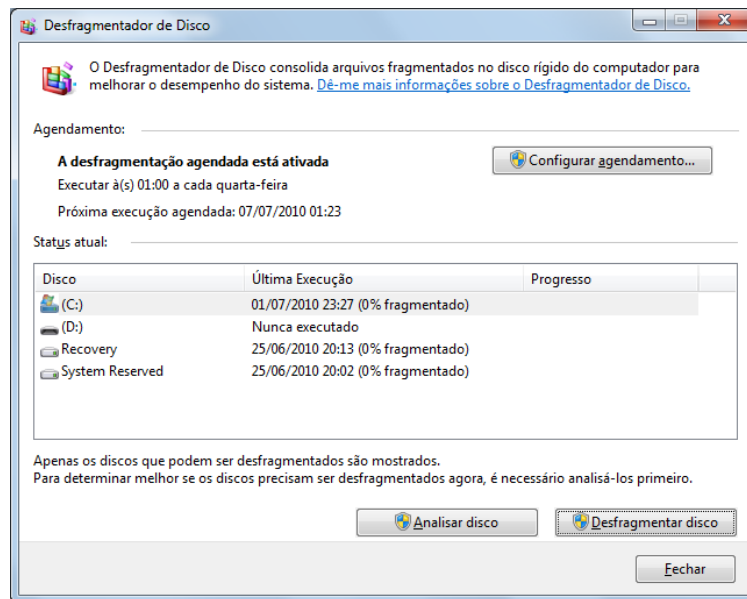 Desfragmentador de Disco
O Desfragmentador de Disco consolida arquivos fragmentados no disco rígido do computador para
melhorar o desempenho do sistema. Dê-me mais informações sobre o Desfragmentador de Disco.
Agendamento:
A desfragmentação agendada está ativada
Configurar agendamento...
Executar à(s) 01:00 a cada quarta-feira
Próxima execução agendada: 07/07/2010 01:23
Status atual:
Disco Última Execução Progresso
(C:) 01/07/2010 23:27 (0% fragmentado)
(D:) Nunca executado
Recovery 25/06/2010 20:13 (0% fragmentado)
System Reserved 25/06/2010 20:02 (0% fragmentado)
Apenas os discos que podem ser desfragmentados são mostrados.
Para determinar melhor se os discos precisam ser desfragmentados agora, é necessário analisá-los primeiro.
Analisar disco Desfragmentar disco
Fechar